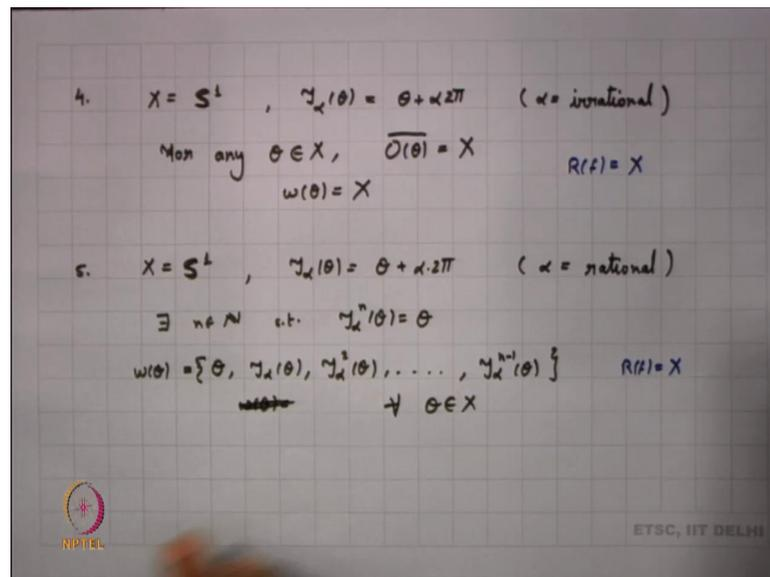 4. X = S¹ , T_α(θ) = θ + α2π (α = irrational)
For any θ ∈ X, \overline{O(θ)} = X
R(f) = X
ω(θ) = X
5. X = S¹ , T_α(θ) = θ + α·2π (α = rational)
∃ n ∈ ℕ s.t. T_α^n(θ) = θ
ω(θ) = {θ, T_α(θ), T_α²(θ), ....., T_α^{n-1}(θ)} R(f) = X
∀ θ ∈ X
NPTEL
ETSC, IIT DELHI